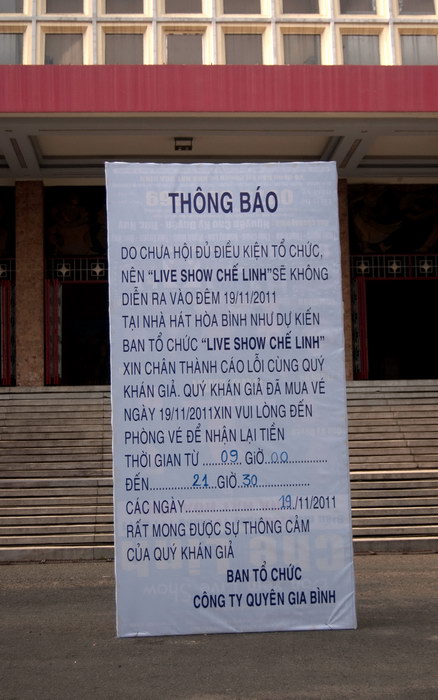 THÔNG BÁO
DO CHƯA HỘI ĐỦ ĐIỀU KIỆN TỔ CHỨC,
NÊN “LIVE SHOW CHẾ LINH”SẼ KHÔNG
DIỄN RA VÀO ĐÊM 19/11/2011
TẠI NHÀ HÁT HÒA BÌNH NHƯ DỰ KIẾN
BAN TỔ CHỨC “LIVE SHOW CHẾ LINH”
XIN CHÂN THÀNH CÁO LỖI CÙNG QUÝ
KHÁN GIẢ. QUÝ KHÁN GIẢ ĐÃ MUA VÉ
NGÀY 19/11/2011XIN VUI LÒNG ĐẾN
PHÒNG VÉ ĐỂ NHẬN LẠI TIỀN
THỜI GIAN TỪ ......09... GIỜ..00..........
ĐẾN..............21 GIỜ 30...................
CÁC NGÀY.............................19./11/2011
RẤT MONG ĐƯỢC SỰ THÔNG CẢM
CỦA QUÝ KHÁN GIẢ
BAN TỔ CHỨC
CÔNG TY QUYÊN GIA BÌNH